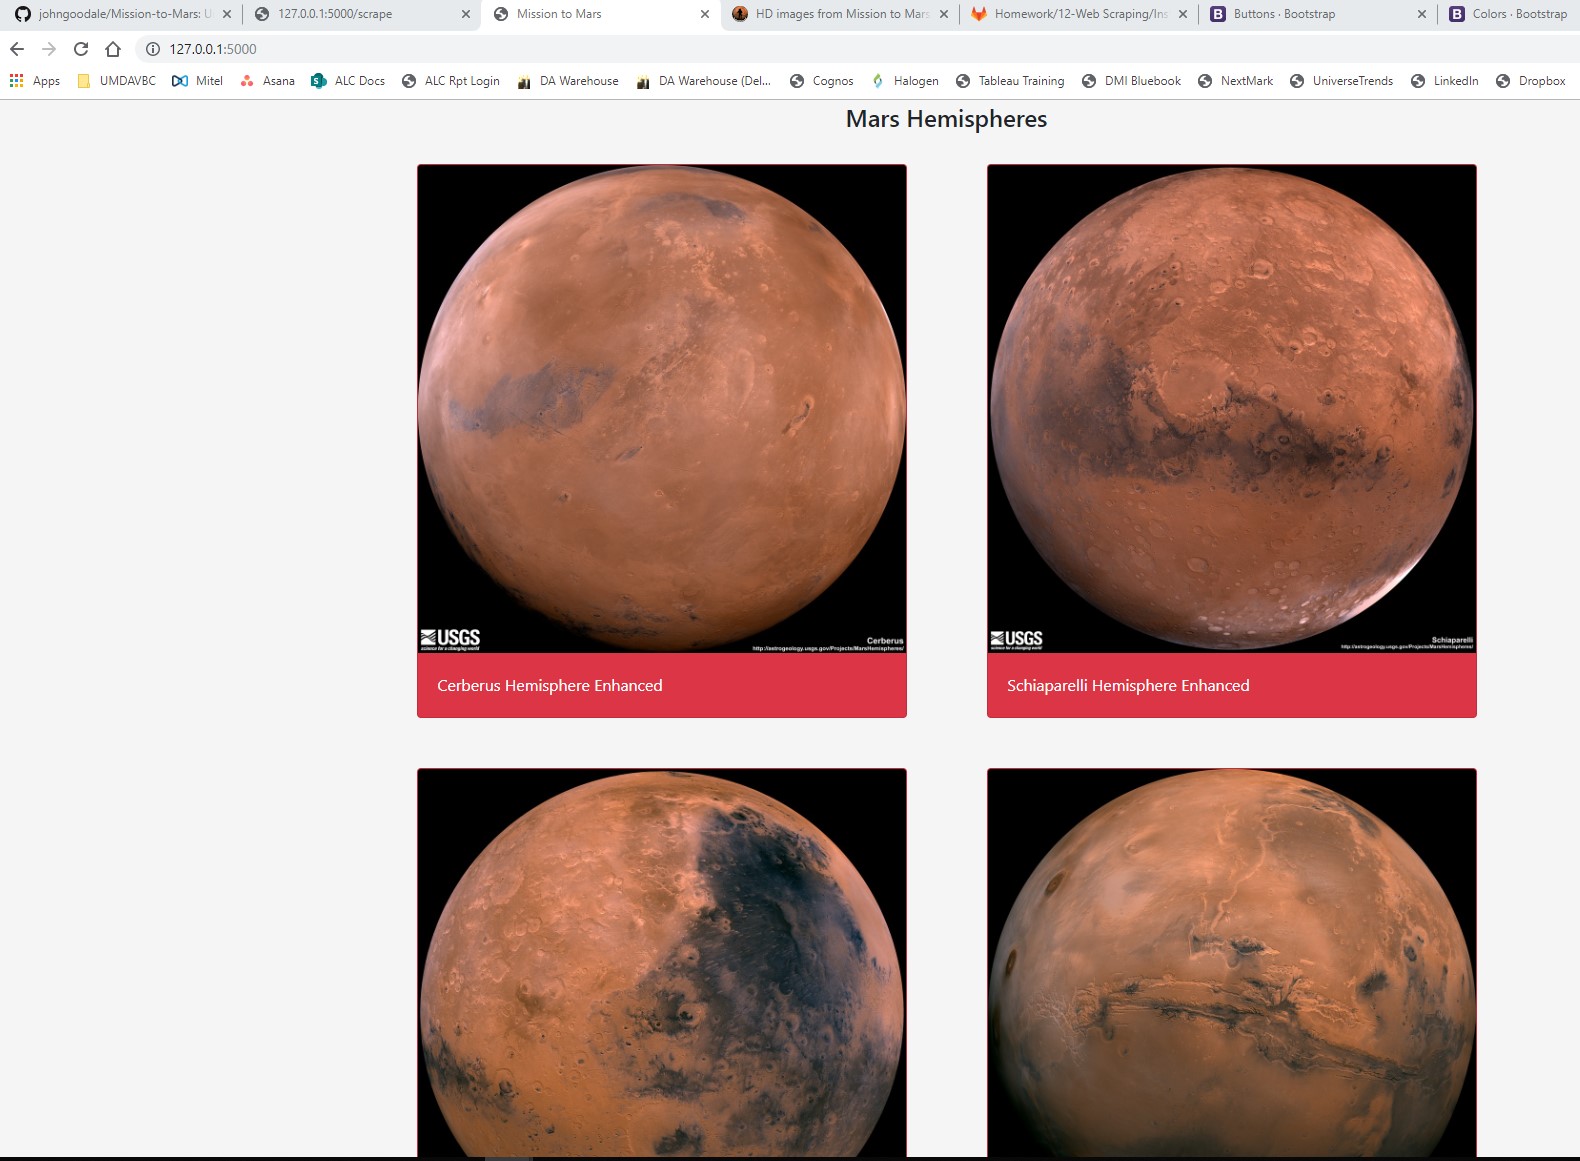 johngoodale/Mission-to-Mars: U
127.0.0.1:5000/scrape
Mission to Mars
HD images from Mission to Mars
Homework/12-Web Scraping/Ins
Buttons · Bootstrap
Colors · Bootstrap
127.0.0.1:5000
Apps
UMDAVBC
Mitel
Asana
ALC Docs
ALC Rpt Login
DA Warehouse
DA Warehouse (Del...
Cognos
Halogen
Tableau Training
DMI Bluebook
NextMark
UniverseTrends
LinkedIn
Dropbox
Mars Hemispheres
USGS
science for a changing world
Cerberus
http://astrogeology.usgs.gov/Projects/MarsHemispheres/
USGS
science for a changing world
Schiaparelli
http://astrogeology.usgs.gov/Projects/MarsHemispheres/
Cerberus Hemisphere Enhanced
Schiaparelli Hemisphere Enhanced